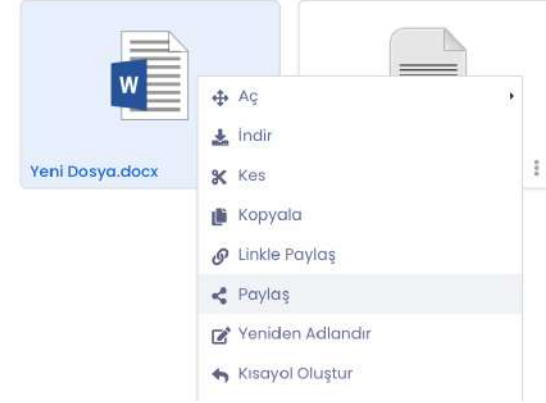 W
Yeni Dosya.docx
Aç
İndir
Kes
Kopyala
Linkle Paylaş
Paylaş
Yeniden Adlandır
Kısayol Oluştur